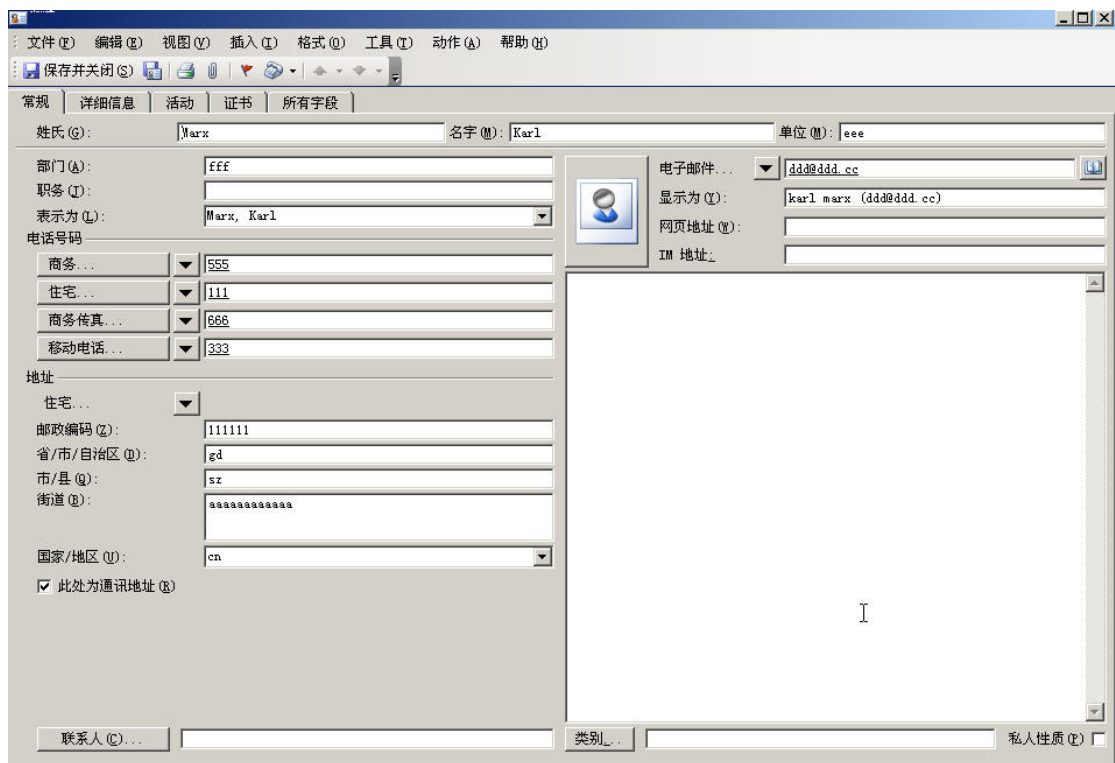 文件(F) 编辑(E) 视图(V) 插入(I) 格式(O) 工具(T) 动作(A) 帮助(H)
保存并关闭(S)
常规 详细信息 活动 证书 所有字段
姓氏(G): Marx 名字(M): Karl 单位(M): eee
部门(A): fff
职务(T):
表示为(L): Marx, Karl
电话号码
商务... 555
住宅... 111
商务传真... 666
移动电话... 333
地址
住宅...
邮政编码(Z): 111111
省/市/自治区(D): gd
市/县(Q): sz
街道(B): aaaaaaaaaaaa
国家/地区(U): cn
此处为通讯地址(R)
电子邮件... ddd@ddd.cc
显示为(Y): karl marx (ddd@ddd.cc)
网页地址(W):
IM 地址:
联系人(C)... 类别... 私人性质(P)